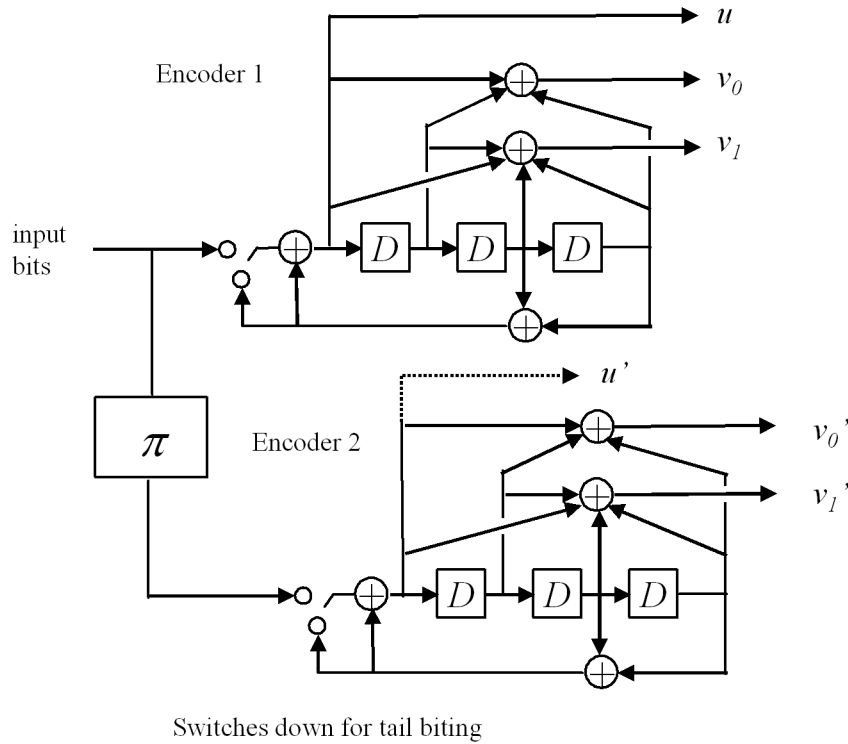 u
Encoder 1
v0
v1
input
bits
D D D
u'
π
Encoder 2
v0'
v1'
D D D
Switches down for tail biting